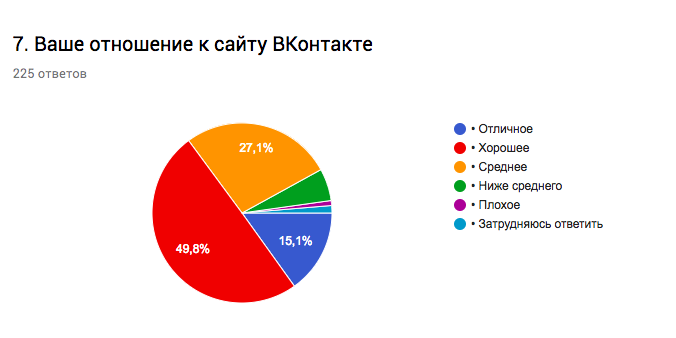 7. Ваше отношение к сайту ВКонтакте
225 ответов
27,1%
49,8%
15,1%
• Отличное
• Хорошее
• Среднее
• Ниже среднего
• Плохое
• Затрудняюсь ответить